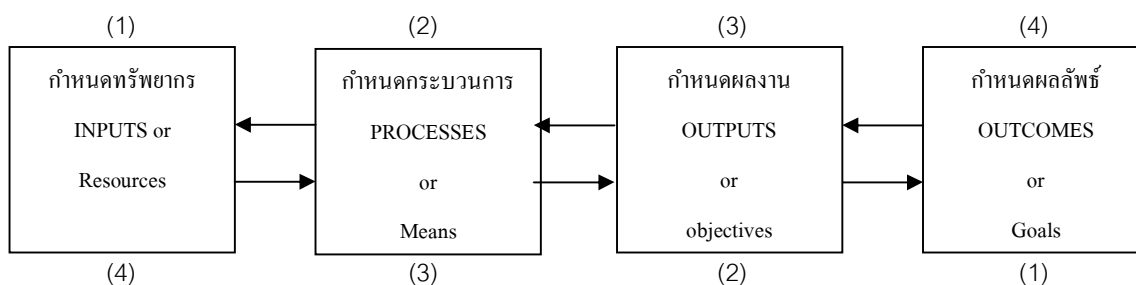 (1)
(2)
(3)
(4)
กำหนดทรัพยากร
INPUTS or
Resources
กำหนดกระบวนการ
PROCESSES
or
Means
กำหนดผลงาน
OUTPUTS
or
objectives
กำหนดผลลัพธ์
OUTCOMES
or
Goals
(4)
(3)
(2)
(1)